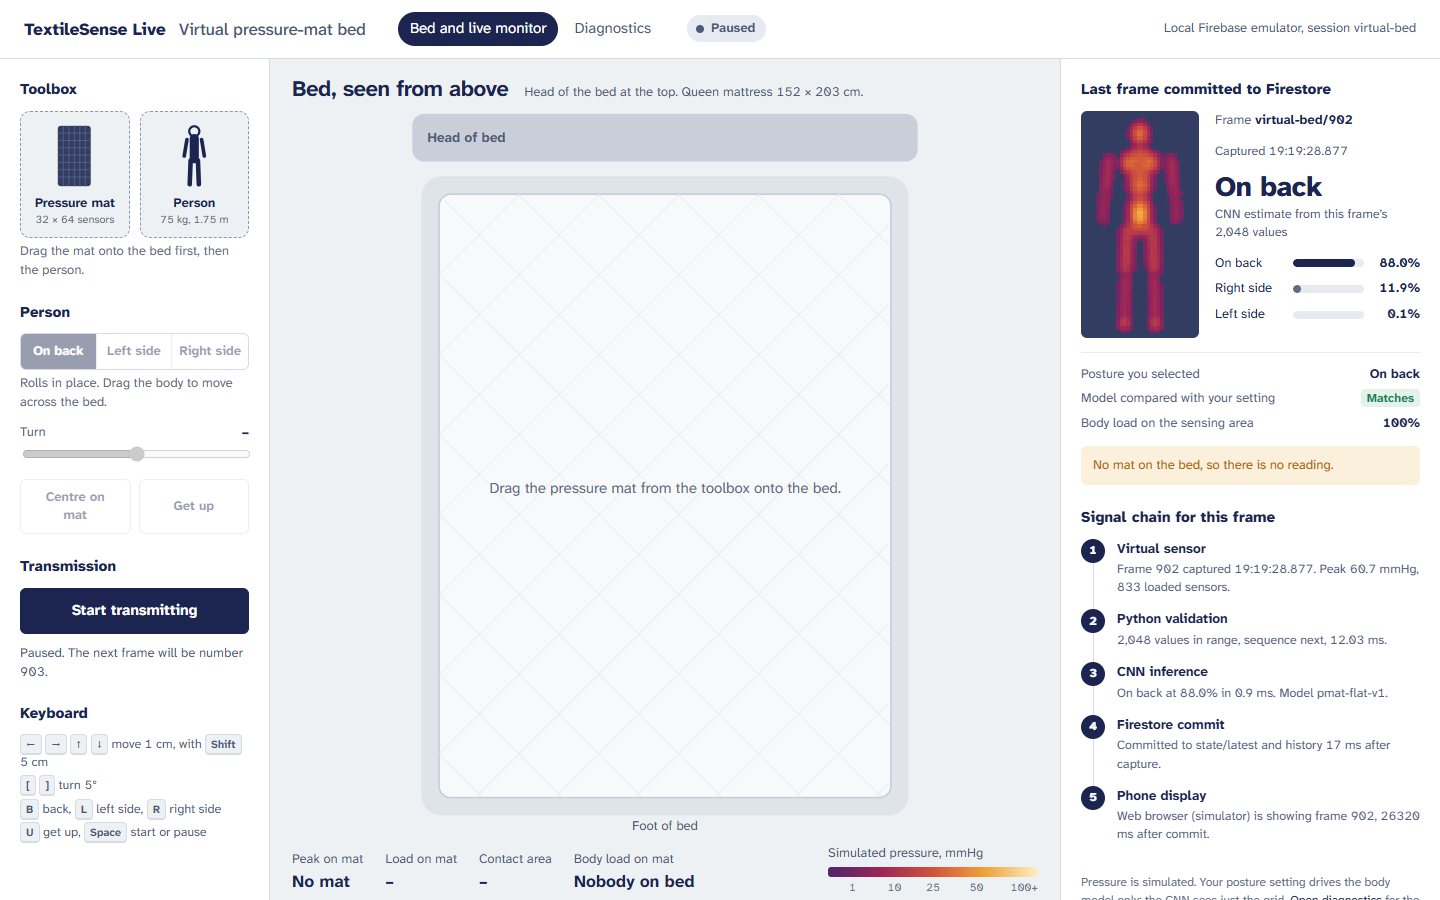 TextileSense Live Virtual pressure-mat bed
Bed and live monitor
Diagnostics
Paused
Local Firebase emulator, session virtual-bed
Toolbox
Pressure mat
32 × 64 sensors
Person
75 kg, 1.75 m
Drag the mat onto the bed first, then
the person.
Person
On back
Left side
Right side
Rolls in place. Drag the body to move
across the bed.
Turn –
Centre on
mat
Get up
Transmission
Start transmitting
Paused. The next frame will be number
903.
Keyboard
← → ↑ ↓ move 1 cm, with Shift
5 cm
[ ] turn 5°
B back, L left side, R right side
U get up, Space start or pause
Bed, seen from above Head of the bed at the top. Queen mattress 152 × 203 cm.
Head of bed
Drag the pressure mat from the toolbox onto the bed.
Foot of bed
Peak on mat
No mat
Load on mat
–
Contact area
–
Body load on mat
Nobody on bed
Simulated pressure, mmHg
1 10 25 50 100+
Last frame committed to Firestore
Frame virtual-bed/902
Captured 19:19:28.877
On back
CNN estimate from this frame's
2,048 values
On back 88.0%
Right side 11.9%
Left side 0.1%
Posture you selected On back
Model compared with your setting Matches
Body load on the sensing area 100%
No mat on the bed, so there is no reading.
Signal chain for this frame
1 Virtual sensor
Frame 902 captured 19:19:28.877. Peak 60.7 mmHg,
833 loaded sensors.
2 Python validation
2,048 values in range, sequence next, 12.03 ms.
3 CNN inference
On back at 88.0% in 0.9 ms. Model pmat-flat-v1.
4 Firestore commit
Committed to state/latest and history 17 ms after
capture.
5 Phone display
Web browser (simulator) is showing frame 902, 26320
ms after commit.
Pressure is simulated. Your posture setting drives the body
model only; the CNN sees just the grid. Open diagnostics for the